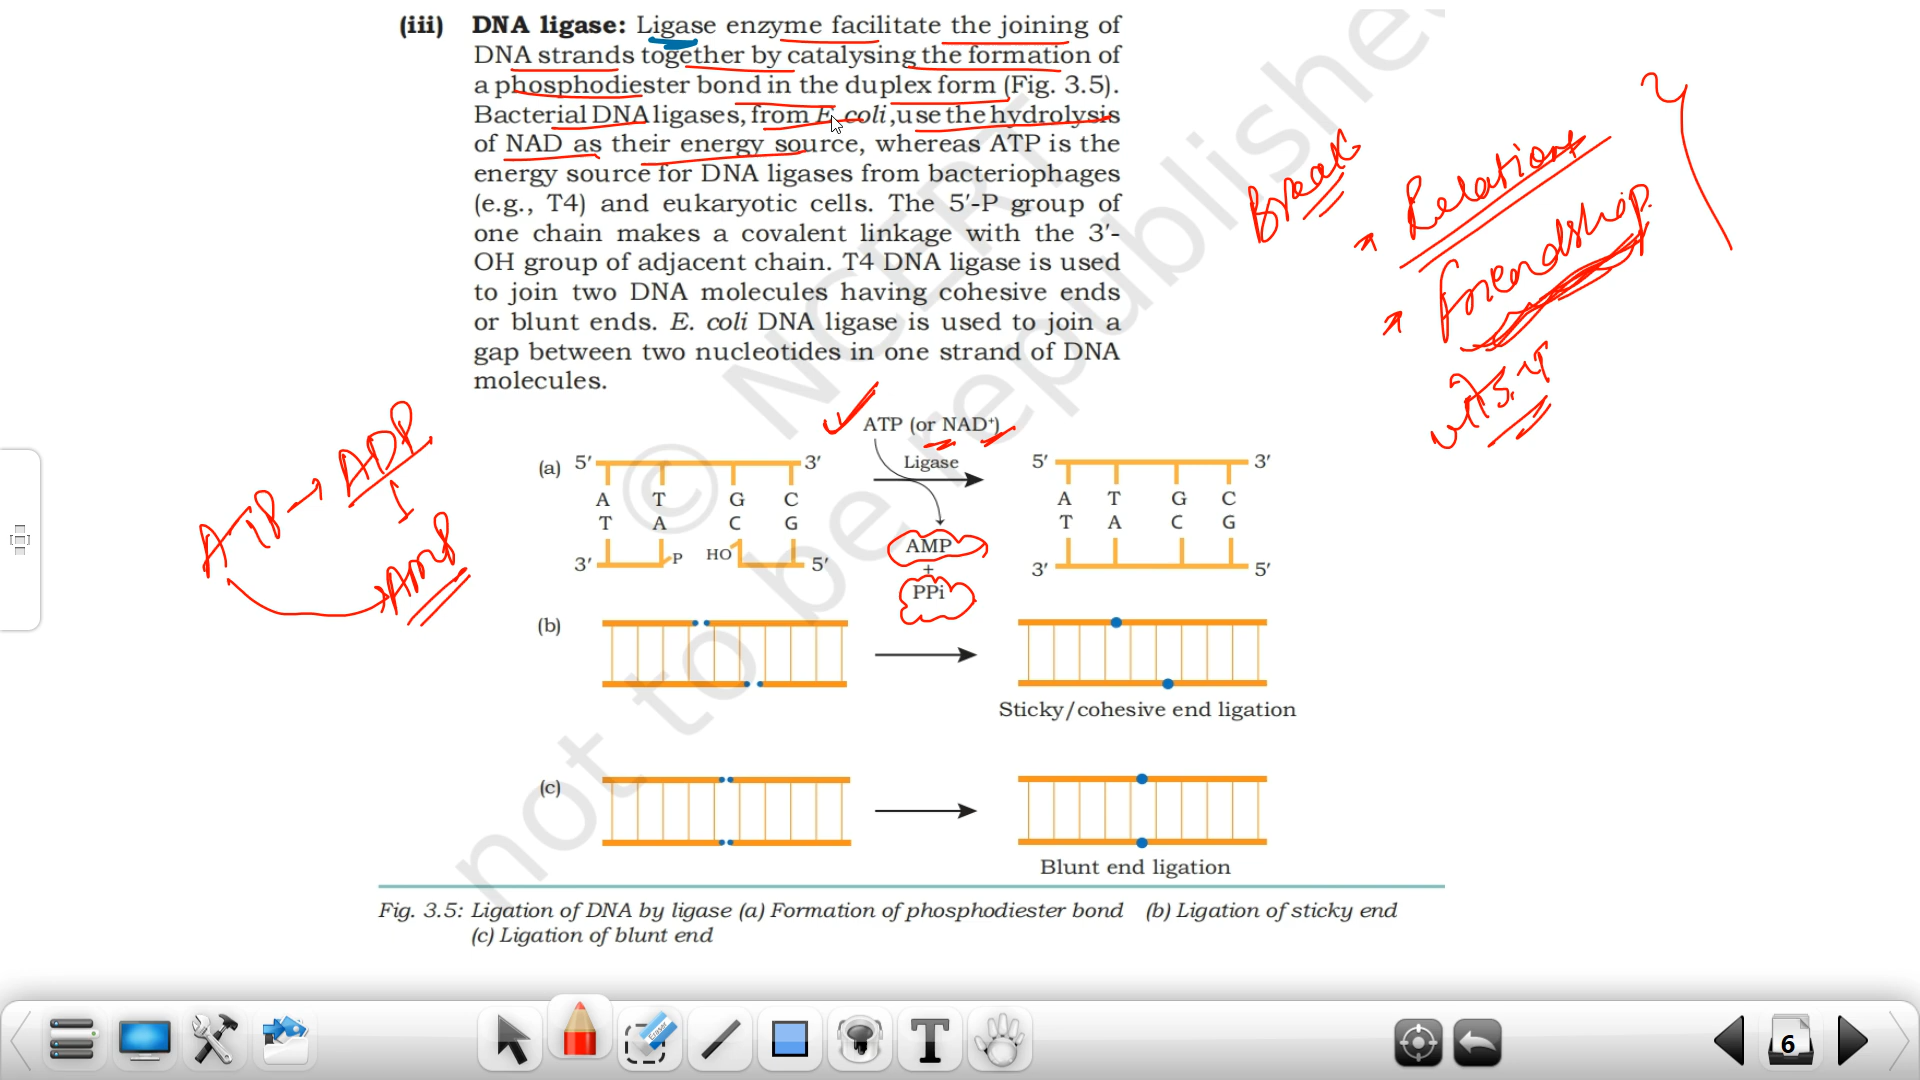 (iii) DNA ligase: Ligase enzyme facilitate the joining of
DNA strands together by catalysing the formation of
a phosphodiester bond in the duplex form (Fig. 3.5).
Bacterial DNA ligases, from E. coli, use the hydrolysis
of NAD as their energy source, whereas ATP is the
energy source for DNA ligases from bacteriophages
(e.g., T4) and eukaryotic cells. The 5′-P group of
one chain makes a covalent linkage with the 3′-
OH group of adjacent chain. T4 DNA ligase is used
to join two DNA molecules having cohesive ends
or blunt ends. E. coli DNA ligase is used to join a
gap between two nucleotides in one strand of DNA
molecules.
Break
Relation
Friendship
ATP → ADP
AMP
ATP (or NAD⁺)
Ligase
AMP
+
PPi
(a) 5′ 3′
A T G C
T A C G
3′ P HO 5′
5′ 3′
A T G C
T A C G
3′ 5′
(b)
Sticky/cohesive end ligation
(c)
Blunt end ligation
Fig. 3.5: Ligation of DNA by ligase (a) Formation of phosphodiester bond (b) Ligation of sticky end
(c) Ligation of blunt end
© NCERT
not to be republished
Eraser
T
6